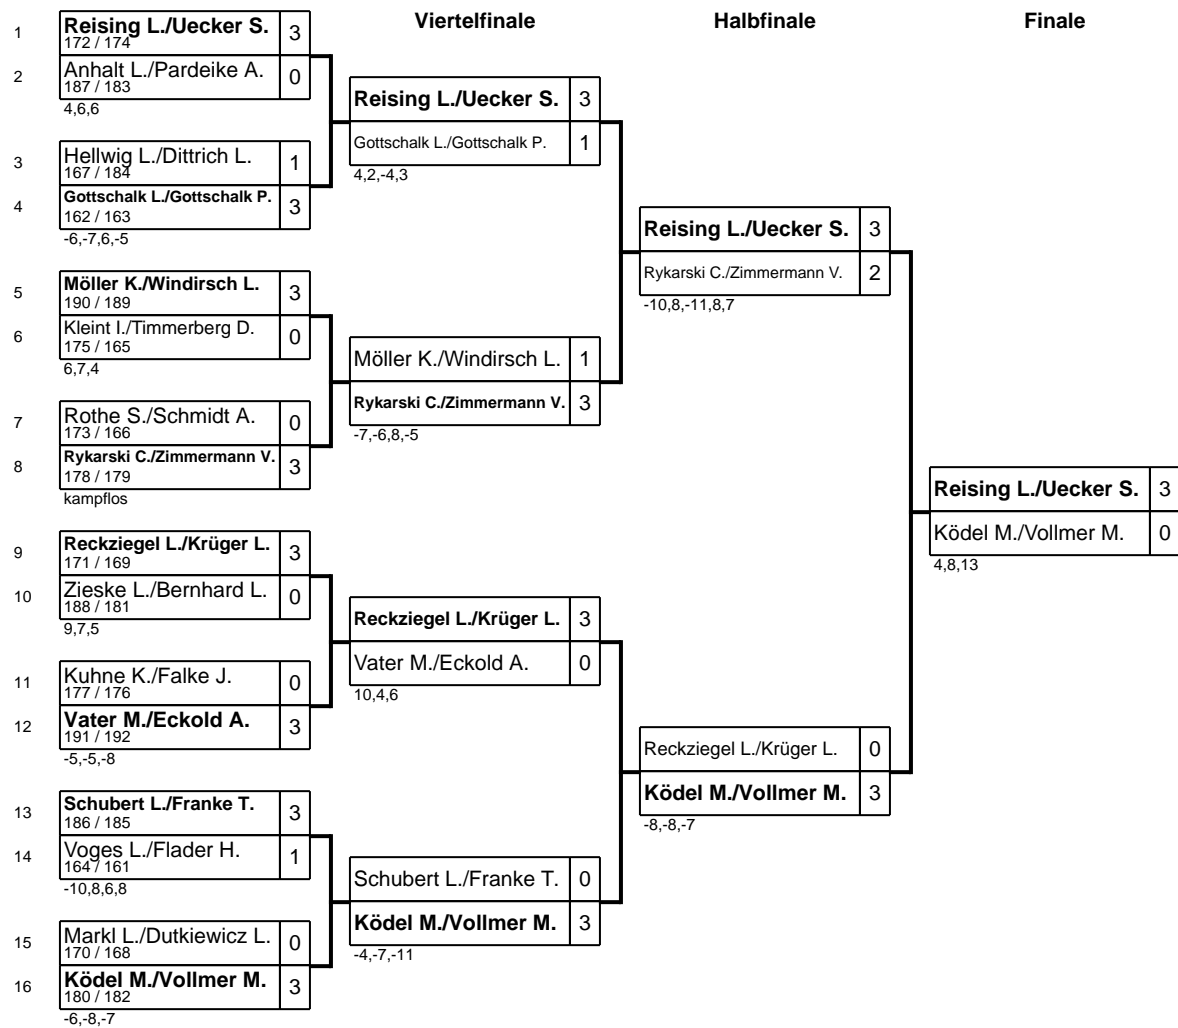 Viertelfinale
Halbfinale
Finale
1 Reising L./Uecker S. 3
172 / 174
2 Anhalt L./Pardeike A. 0
187 / 183
4,6,6
3 Hellwig L./Dittrich L. 1
167 / 184
4 Gottschalk L./Gottschalk P. 3
162 / 163
-6,-7,6,-5
5 Möller K./Windirsch L. 3
190 / 189
6 Kleint I./Timmerberg D. 0
175 / 165
6,7,4
7 Rothe S./Schmidt A. 0
173 / 166
8 Rykarski C./Zimmermann V. 3
178 / 179
kampflos
9 Reckziegel L./Krüger L. 3
171 / 169
10 Zieske L./Bernhard L. 0
188 / 181
9,7,5
11 Kuhne K./Falke J. 0
177 / 176
12 Vater M./Eckold A. 3
191 / 192
-5,-5,-8
13 Schubert L./Franke T. 3
186 / 185
14 Voges L./Flader H. 1
164 / 161
-10,8,6,8
15 Markl L./Dutkiewicz L. 0
170 / 168
16 Ködel M./Vollmer M. 3
180 / 182
-6,-8,-7
Reising L./Uecker S. 3
Gottschalk L./Gottschalk P. 1
4,2,-4,3
Möller K./Windirsch L. 1
Rykarski C./Zimmermann V. 3
-7,-6,8,-5
Reckziegel L./Krüger L. 3
Vater M./Eckold A. 0
10,4,6
Schubert L./Franke T. 0
Ködel M./Vollmer M. 3
-4,-7,-11
Reising L./Uecker S. 3
Rykarski C./Zimmermann V. 2
-10,8,-11,8,7
Reckziegel L./Krüger L. 0
Ködel M./Vollmer M. 3
-8,-8,-7
Reising L./Uecker S. 3
Ködel M./Vollmer M. 0
4,8,13